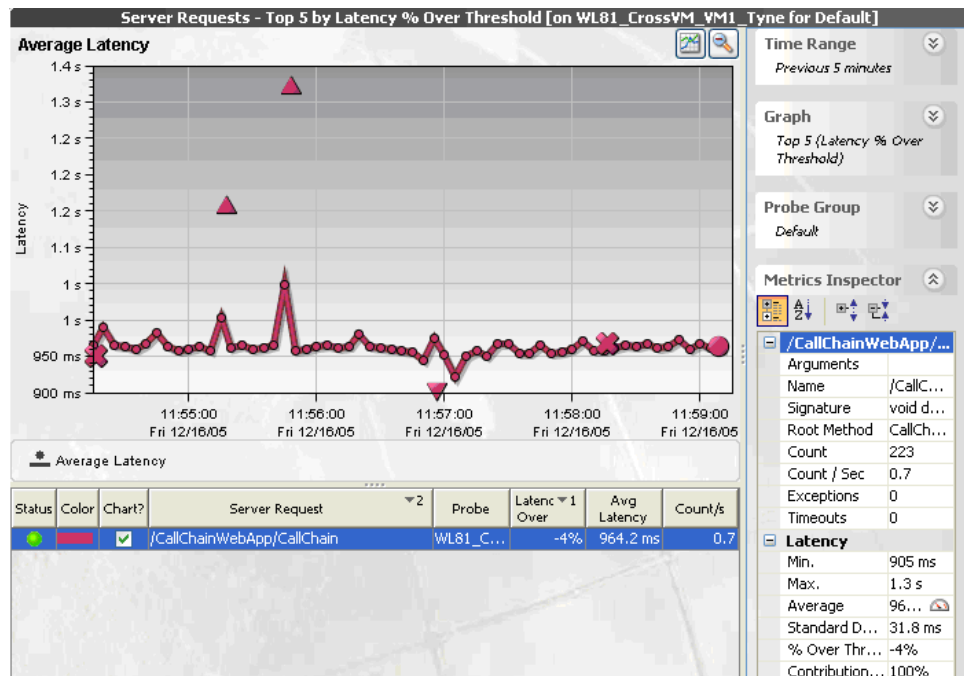 Server Requests - Top 5 by Latency % Over Threshold [on WL81_CrossVM_VM1_Tyne for Default]
Average Latency
1.4 s
1.3 s
1.2 s
1.2 s
1.2 s
1.1 s
1 s
1 s
950 ms
900 ms
Latency
11:55:00 11:56:00 11:57:00 11:58:00 11:59:00
Fri 12/16/05 Fri 12/16/05 Fri 12/16/05 Fri 12/16/05 Fri 12/16/05
Average Latency
Status Color Chart? Server Request 2 Probe Latenc 1 Over Avg Latency Count/s
/CallChainWebApp/CallChain WL81_C... -4% 964.2 ms 0.7
Time Range
Previous 5 minutes
Graph
Top 5 (Latency % Over
Threshold)
Probe Group
Default
Metrics Inspector
/CallChainWebApp/...
Arguments
Name /CallC...
Signature void d...
Root Method CallCh...
Count 223
Count / Sec 0.7
Exceptions 0
Timeouts 0
Latency
Min. 905 ms
Max. 1.3 s
Average 96...
Standard D... 31.8 ms
% Over Thr... -4%
Contribution... 100%